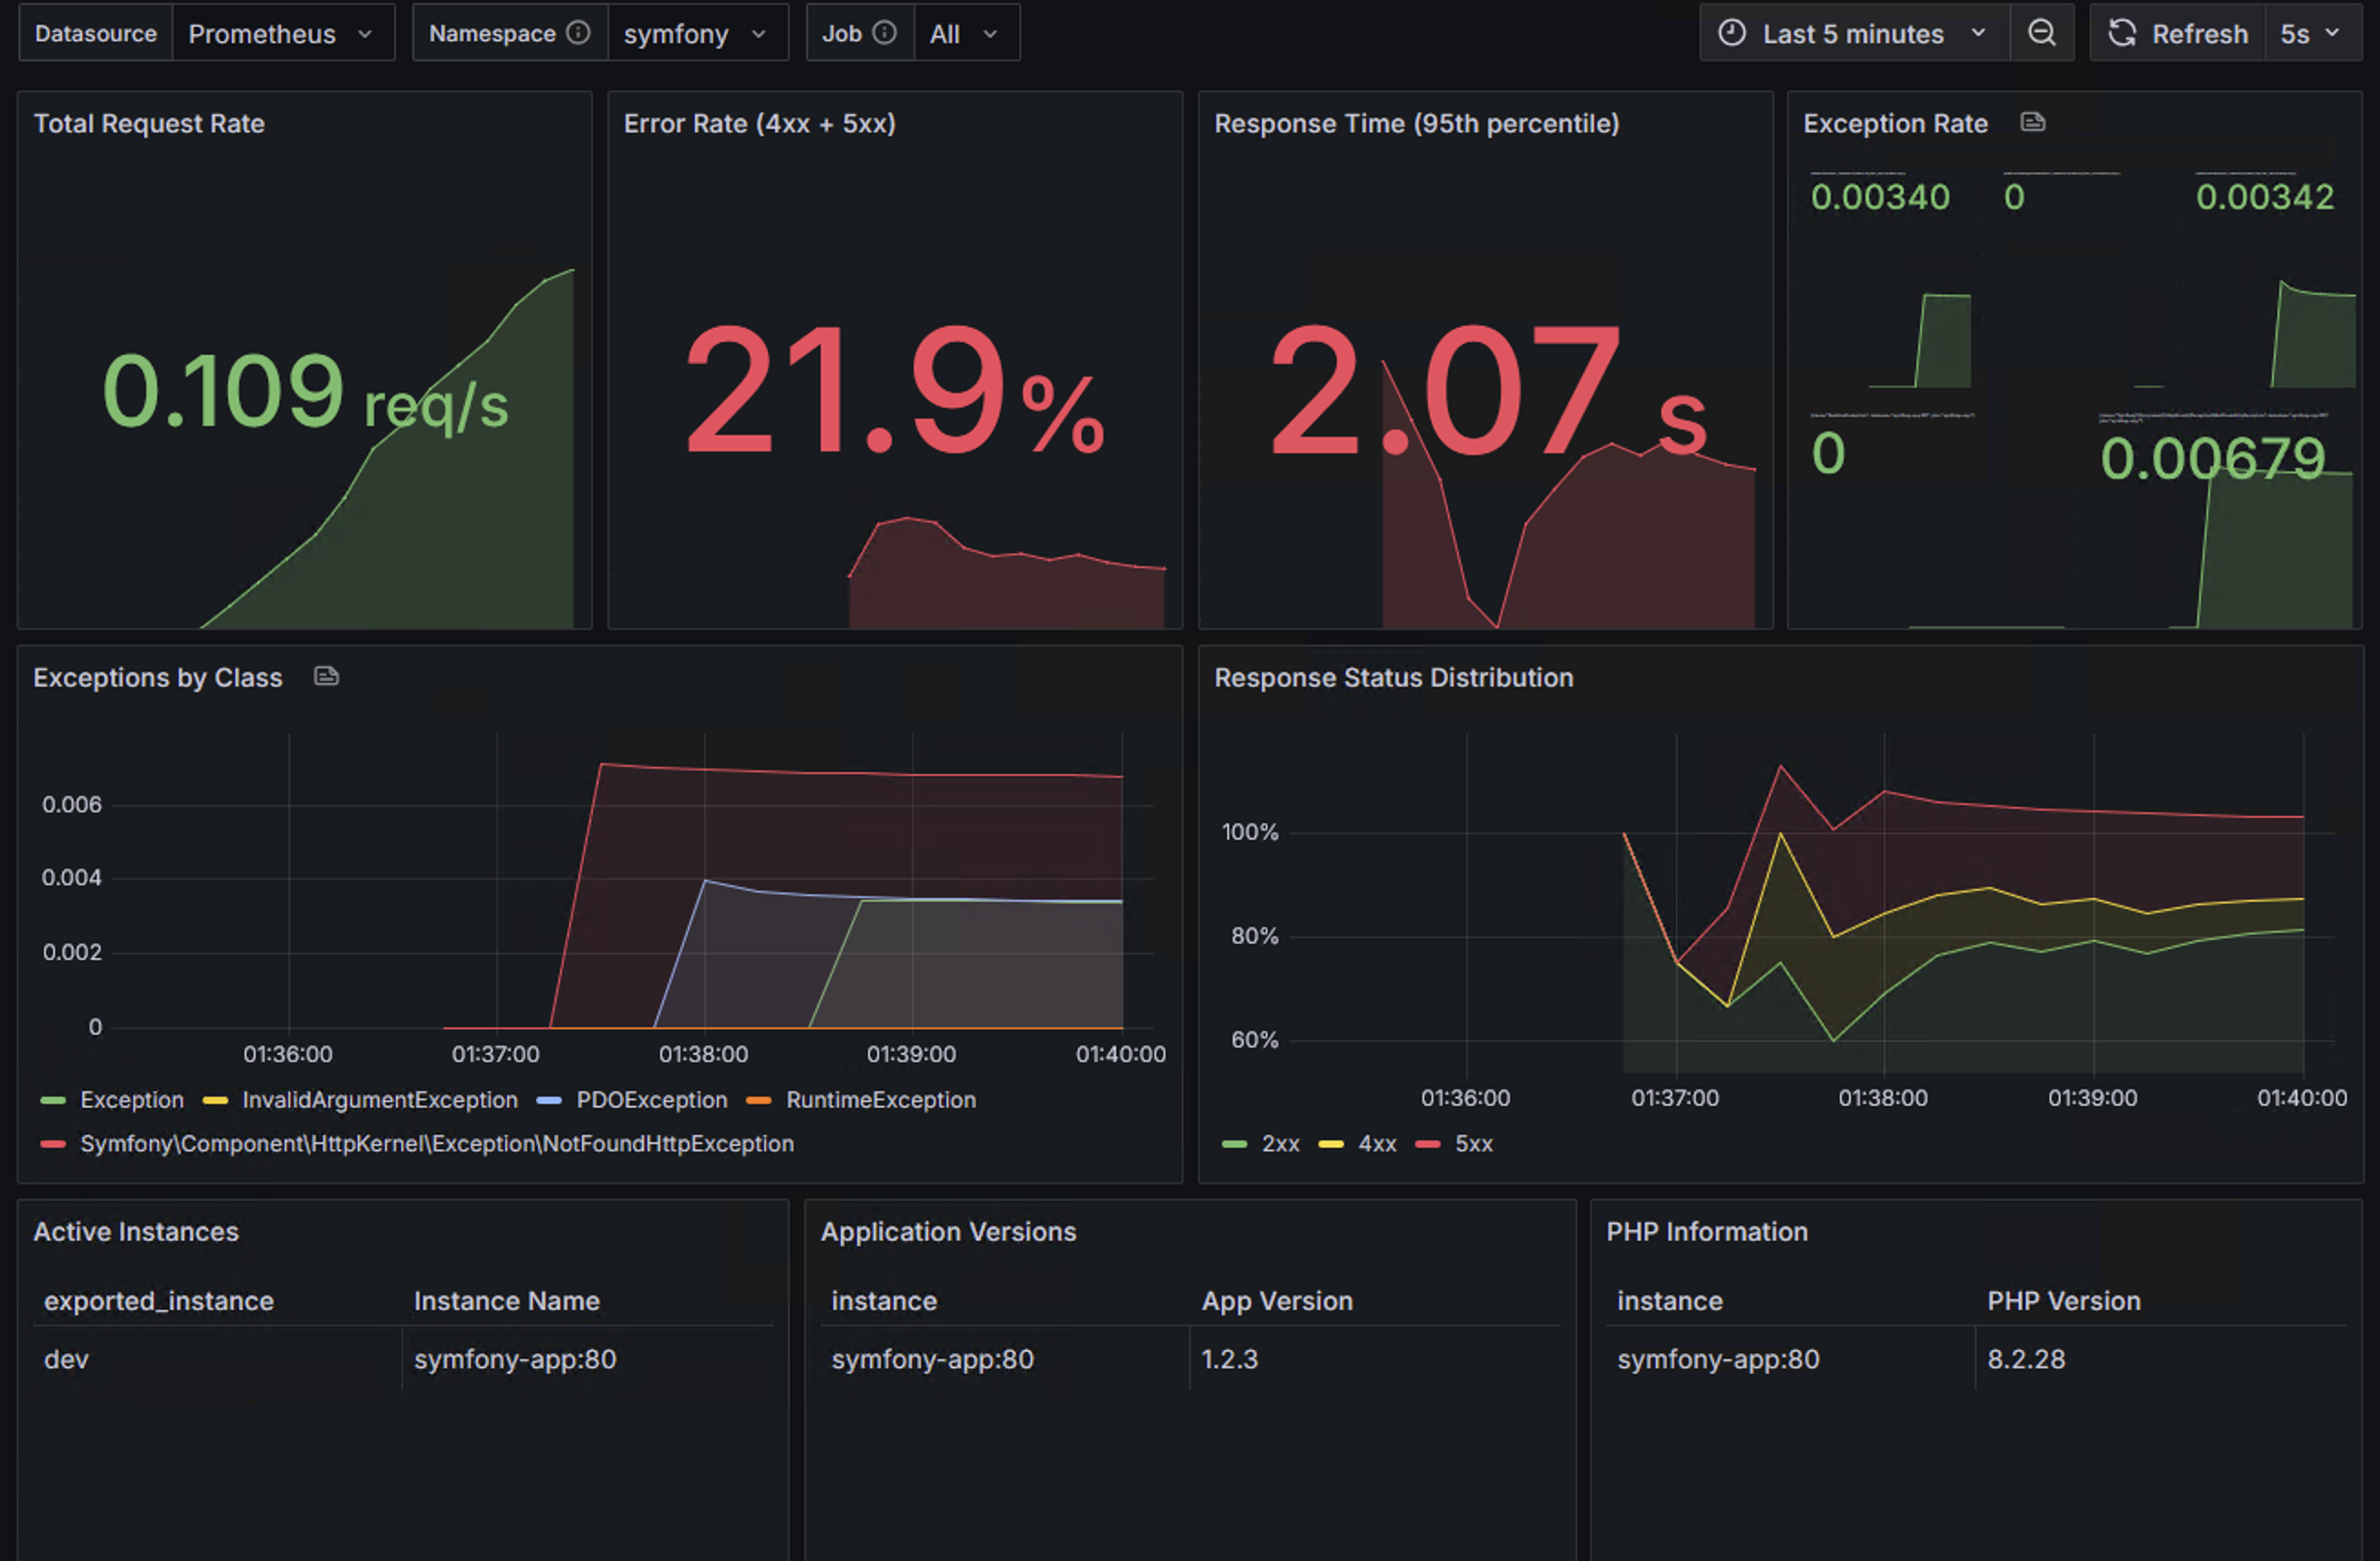 Datasource Prometheus Namespace symfony Job All Last 5 minutes Refresh 5s
Total Request Rate
0.109 req/s
Error Rate (4xx + 5xx)
21.9%
Response Time (95th percentile)
2.07 s
Exception Rate
0.00340 0 0.00342
0 0.00679
Exceptions by Class
0.006
0.004
0.002
0
01:36:00 01:37:00 01:38:00 01:39:00 01:40:00
Exception InvalidArgumentException PDOException RuntimeException
Symfony\Component\HttpKernel\Exception\NotFoundHttpException
Response Status Distribution
100%
80%
60%
01:36:00 01:37:00 01:38:00 01:39:00 01:40:00
2xx 4xx 5xx
Active Instances
exported_instance Instance Name
dev symfony-app:80
Application Versions
instance App Version
symfony-app:80 1.2.3
PHP Information
instance PHP Version
symfony-app:80 8.2.28